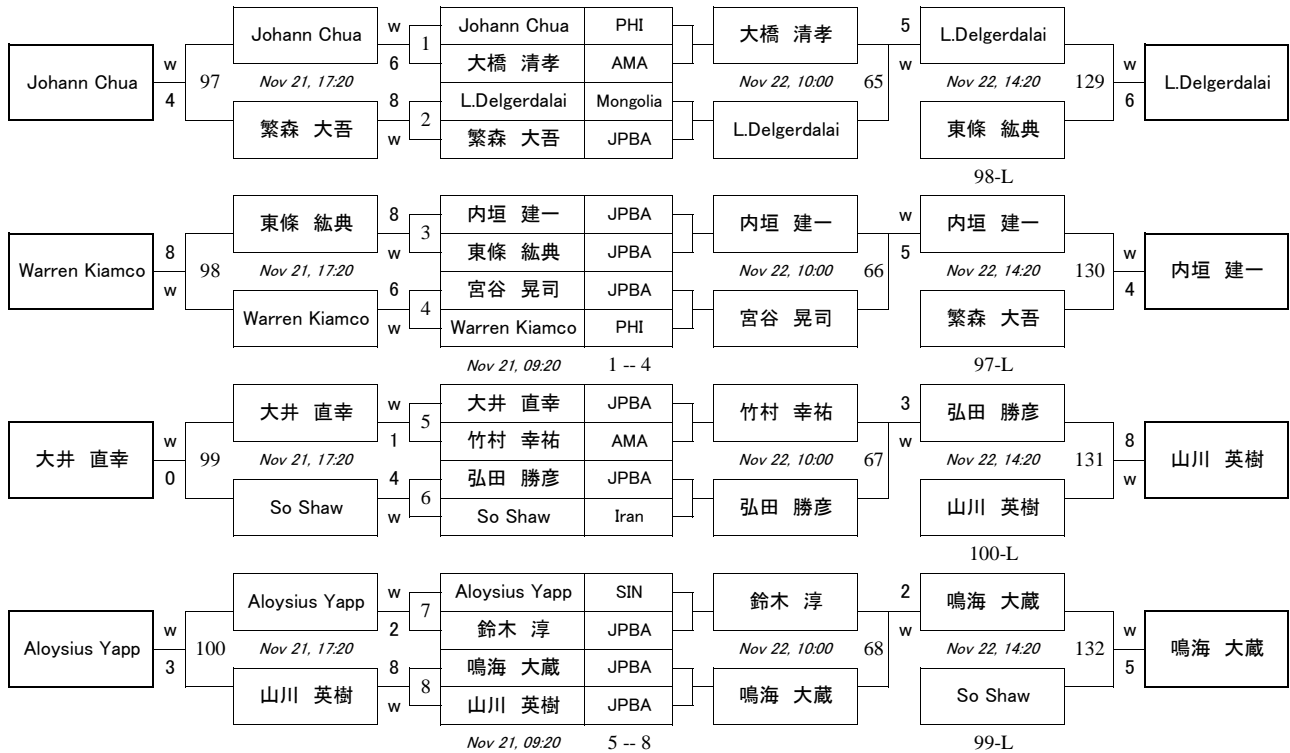 Johann Chua w Johann Chua PHI 大橋 清孝 5 L.Delgerdalai
1
w 6 大橋 清孝 AMA w w
Johann Chua 97 Nov 21, 17:20 Nov 22, 10:00 65 Nov 22, 14:20 129 L.Delgerdalai
4 8 L.Delgerdalai Mongolia 6
2
繁森 大吾 w 繁森 大吾 JPBA L.Delgerdalai 東條 紘典
98-L
東條 紘典 8 内垣 建一 JPBA 内垣 建一 w 内垣 建一
3
8 w 東條 紘典 JPBA 5 w
Warren Kiamco 98 Nov 21, 17:20 Nov 22, 10:00 66 Nov 22, 14:20 130 内垣 建一
w 6 宮谷 晃司 JPBA 4
4
Warren Kiamco w Warren Kiamco PHI 宮谷 晃司 繁森 大吾
Nov 21, 09:20 1 -- 4 97-L
大井 直幸 w 大井 直幸 JPBA 竹村 幸祐 3 弘田 勝彦
5
w 1 竹村 幸祐 AMA w 8
大井 直幸 99 Nov 21, 17:20 Nov 22, 10:00 67 Nov 22, 14:20 131 山川 英樹
0 4 弘田 勝彦 JPBA w
6
So Shaw w So Shaw Iran 弘田 勝彦 山川 英樹
100-L
Aloysius Yapp w Aloysius Yapp SIN 鈴木 淳 2 鳴海 大蔵
7
w 2 鈴木 淳 JPBA w w
Aloysius Yapp 100 Nov 21, 17:20 Nov 22, 10:00 68 Nov 22, 14:20 132 鳴海 大蔵
3 8 鳴海 大蔵 JPBA 5
8
山川 英樹 w 山川 英樹 JPBA 鳴海 大蔵 So Shaw
Nov 21, 09:20 5 -- 8 99-L